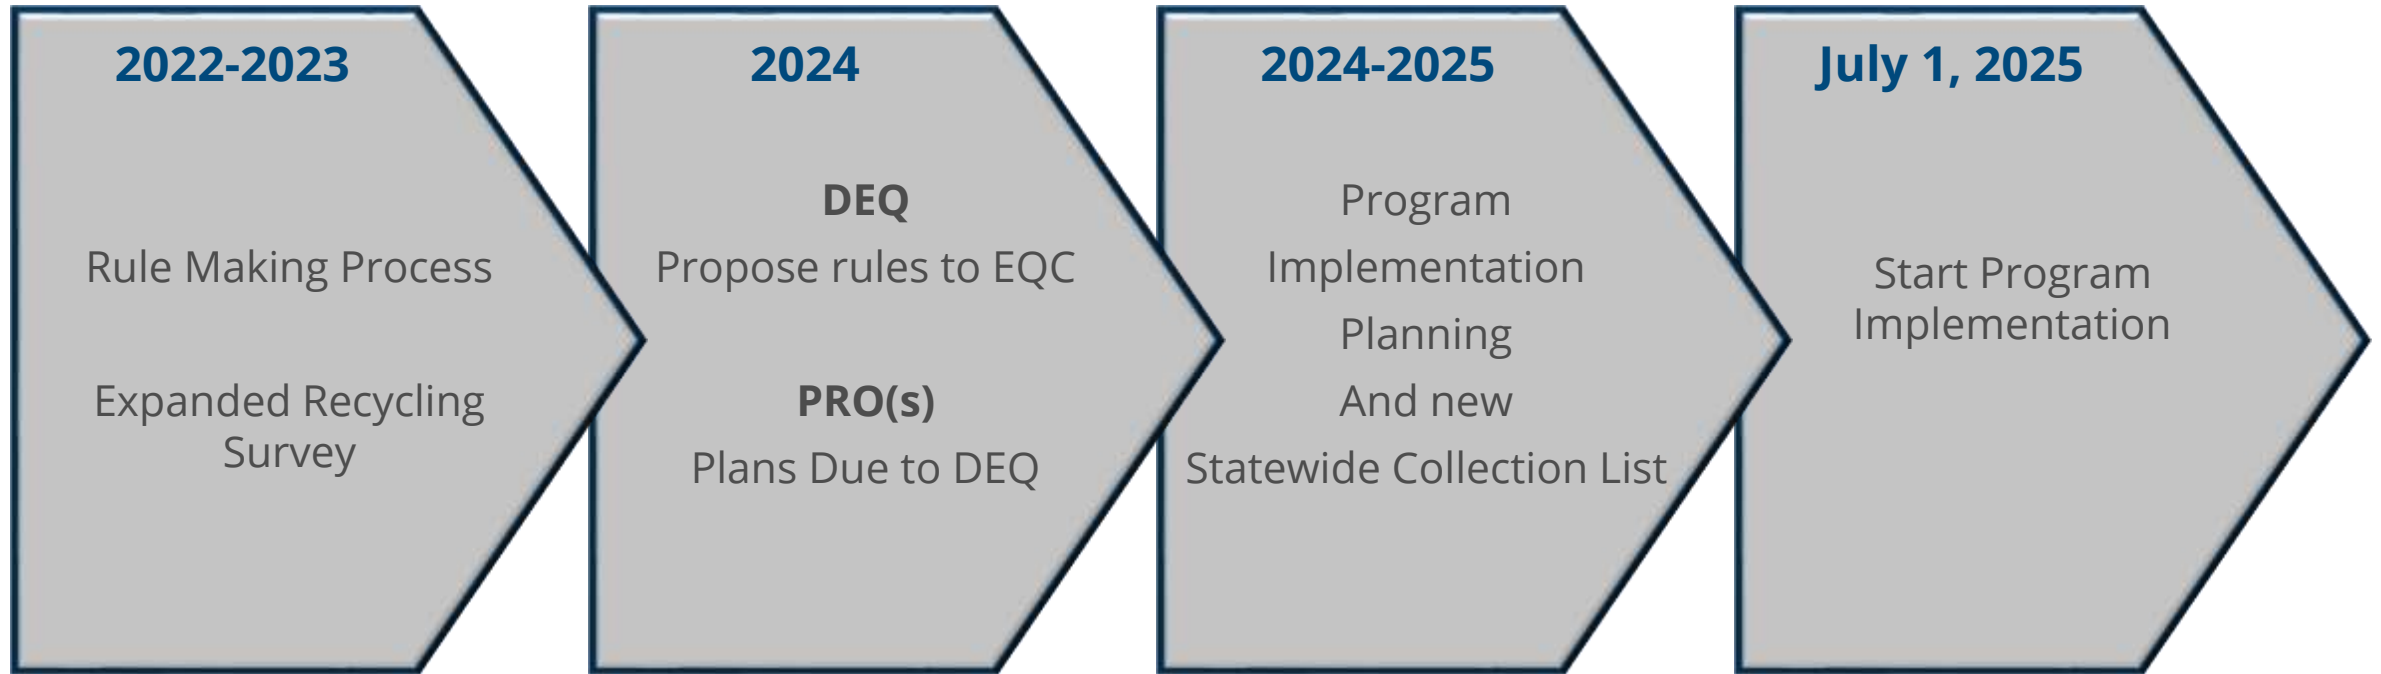 2022-2023
Rule Making Process
Expanded Recycling
Survey
2024
DEQ
Propose rules to EQC
PRO(s)
Plans Due to DEQ
2024-2025
Program
Implementation
Planning
And new
Statewide Collection List
July 1, 2025
Start Program
Implementation